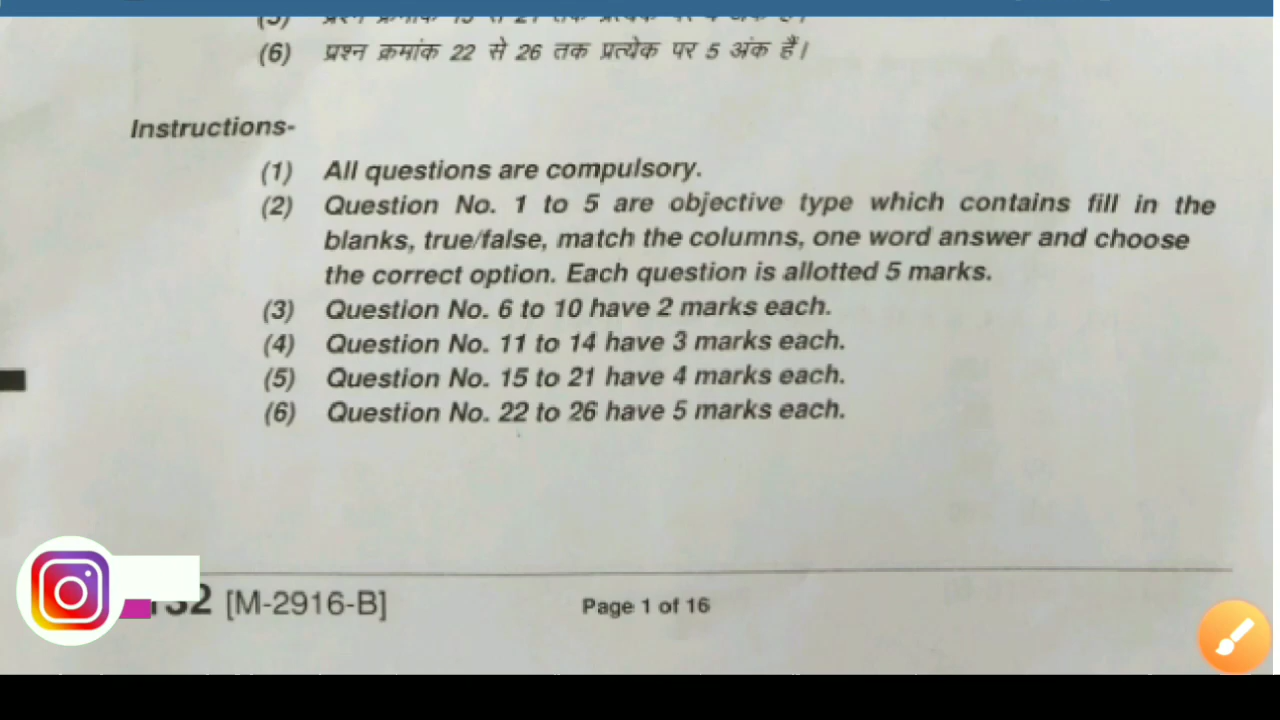 (6) प्रश्न क्रमांक 22 से 26 तक प्रत्येक पर 5 अंक हैं।
Instructions-
(1) All questions are compulsory.
(2) Question No. 1 to 5 are objective type which contains fill in the
blanks, true/false, match the columns, one word answer and choose
the correct option. Each question is allotted 5 marks.
(3) Question No. 6 to 10 have 2 marks each.
(4) Question No. 11 to 14 have 3 marks each.
(5) Question No. 15 to 21 have 4 marks each.
(6) Question No. 22 to 26 have 5 marks each.
[M-2916-B] Page 1 of 16